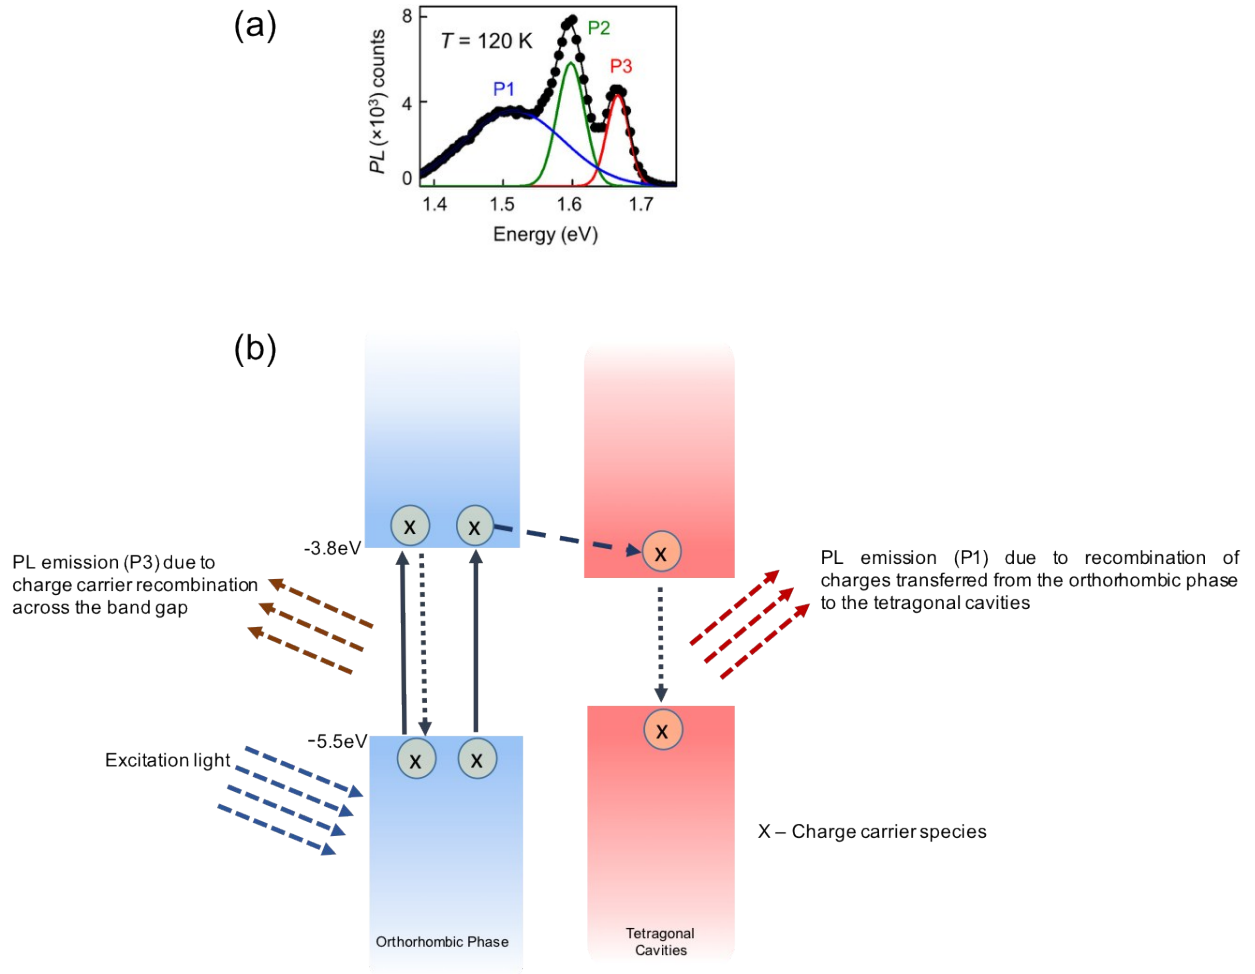 (a)
PL (×10³) counts
8
4
0
T = 120 K
P1
P2
P3
1.4 1.5 1.6 1.7
Energy (eV)
(b)
X X
X
-3.8eV
PL emission (P3) due to
charge carrier recombination
across the band gap
PL emission (P1) due to recombination of
charges transferred from the orthorhombic phase
to the tetragonal cavities
-5.5eV
Excitation light
X X
X
X – Charge carrier species
Orthorhombic Phase
Tetragonal
Cavities